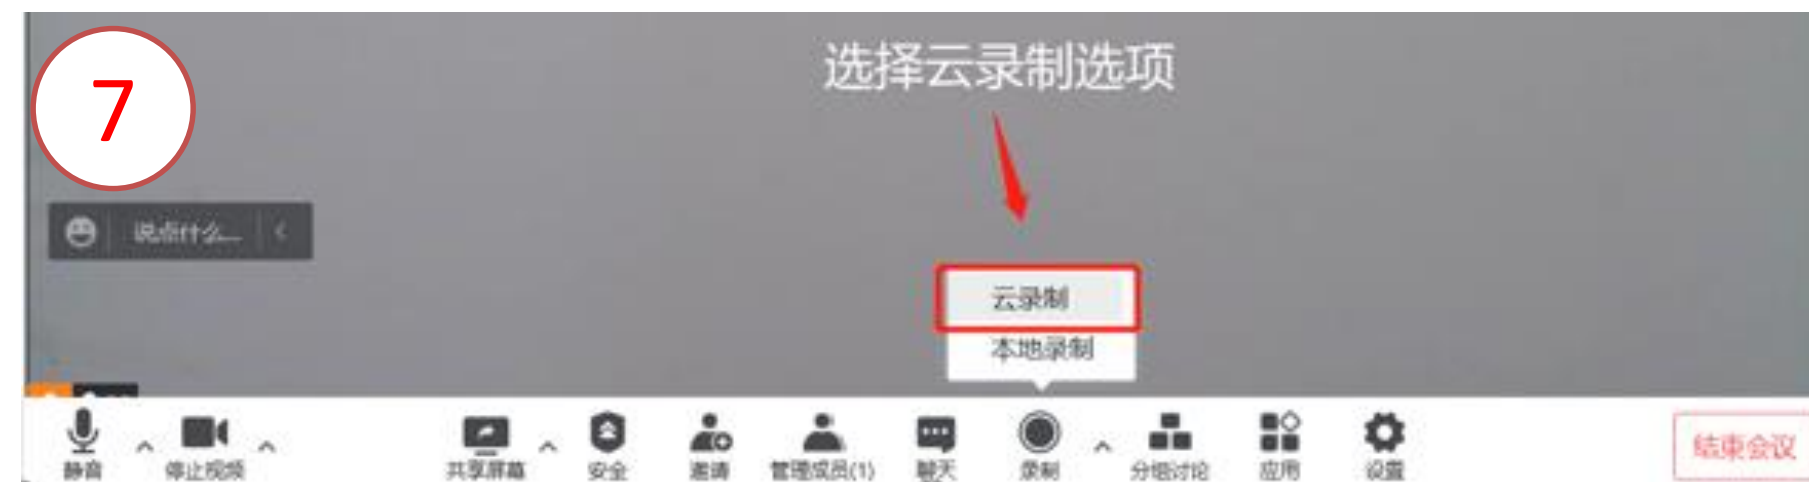 7
选择云录制选项
说点什么...
云录制
本地录制
静音 停止视频 共享屏幕 安全 邀请 管理成员(1) 聊天 录制 分组讨论 应用 设置 结束会议